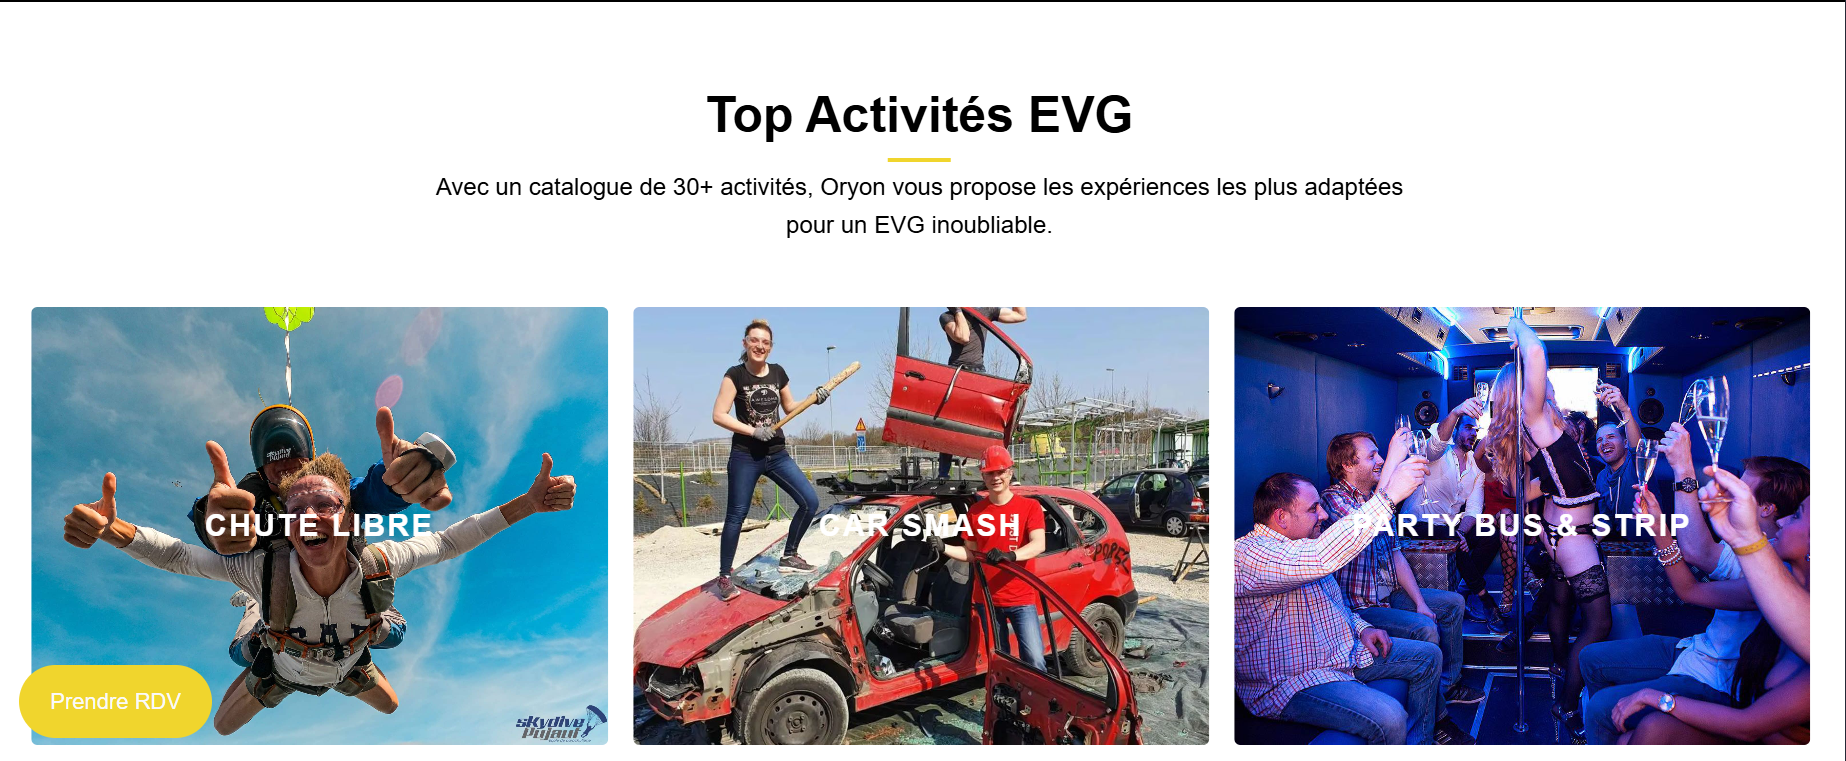 Top Activités EVG
Avec un catalogue de 30+ activités, Oryon vous propose les expériences les plus adaptées
pour un EVG inoubliable.
CHUTE LIBRE
CAR SMASH
PARTY BUS & STRIP
Prendre RDV
skydive
Pujaut